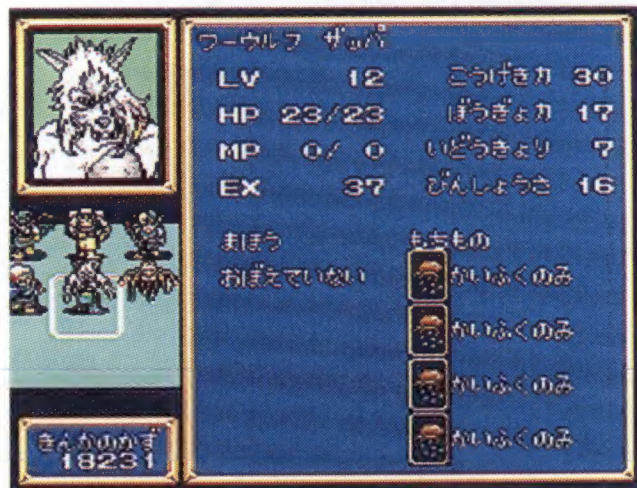 ワーウルフ ザッパ
LV 12 こうげき力 30
HP 23/23 ぼうぎょ力 17
MP 0/ 0 いどうきょり 7
EX 37 びんしょうさ 16
まほう もちもの
おぼえていない かいふくのみ
かいふくのみ
かいふくのみ
かいふくのみ
きんかのかず
18231